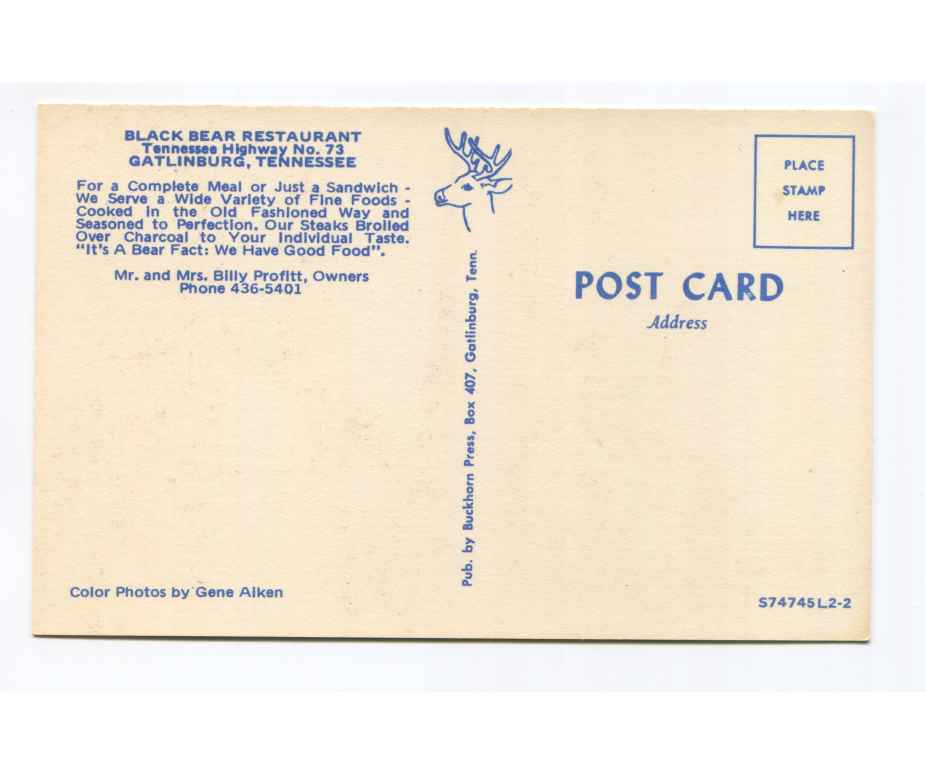 BLACK BEAR RESTAURANT
Tennessee Highway No. 73
GATLINBURG, TENNESSEE
For a Complete Meal or Just a Sandwich -
We Serve a Wide Variety of Fine Foods -
Cooked in the Old Fashioned Way and
Seasoned to Perfection. Our Steaks Broiled
Over Charcoal to Your Individual Taste.
"It's A Bear Fact: We Have Good Food".
Mr. and Mrs. Billy Profitt, Owners
Phone 436-5401
Color Photos by Gene Aiken
Pub. by Buckhorn Press, Box 407, Gatlinburg, Tenn.
PLACE
STAMP
HERE
POST CARD
Address
S74745L2-2